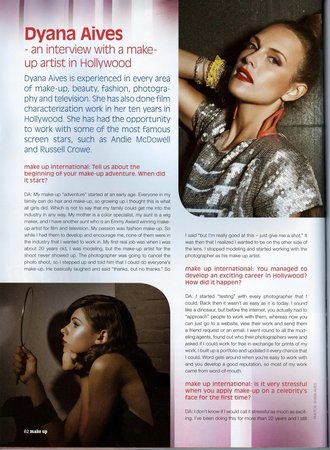 Dyana Aives
- an interview with a make-
up artist in Hollywood
Dyana Aives is experienced in every area
of make-up, beauty, fashion, photogra-
phy and television. She has also done film
characterization work in her ten years in
Hollywood. She has had the opportunity
to work with some of the most famous
screen stars, such as Andie McDowell
and Russell Crowe.
make up international: Tell us about the
beginning of your make-up adventure. When did
it start?
DA: My make-up "adventure" started at an early age. Everyone in my
family can do hair and make-up, so growing up I thought this is what
all girls did. Which is not to say that my family could get me into the
industry in any way. My mother is a color specialist, my aunt is a wig
maker, and I have another aunt who is an Emmy Award winning make-
up artist for film and television. My passion was fashion make up. So
while I had them to develop and encourage me, none of them were in
the industry that I wanted to work in. My first real job was when I was
about 20 years old, I was modeling, but the make-up artist for the
shoot never showed up. The photographer was going to cancel the
photo shoot, so I stepped up and told him that I could do everyone's
make-up. He basically laughed and said "thanks, but no thanks." So
I said "but I'm really good at this – just give me a shot." It
was then that I realized I wanted to be on the other side
of the lens. I stopped modeling and started working with the
photographer as his make up artist.
make up international: You managed to
developed an exciting career in Hollywood?
How did it happen?
DA: I started "testing" with every photographer that I
could. Back then it wasn't as easy as it is today. I sound
like a dinosaur, but before the internet, you actually had to
"approach" people to work with them, whereas now you
can just go to a website, view their work and send them
a friend request or an email. I went round to all the mod-
eling agents, found out who their photographers were and
asked if I could work for free in exchange for prints of my
work. I built up a portfolio and updated it every chance that
I could. Word gets around when you're easy to work with
and you develop a good reputation, so most of my work
came from word of mouth.
make up international: Is it very stressful
when you apply make-up on a celebrity's
face for the first time?
DA: I don't know if I would call it stressful as much as excit-
ing. I've been doing this for more than 22 years and I still
62 make up